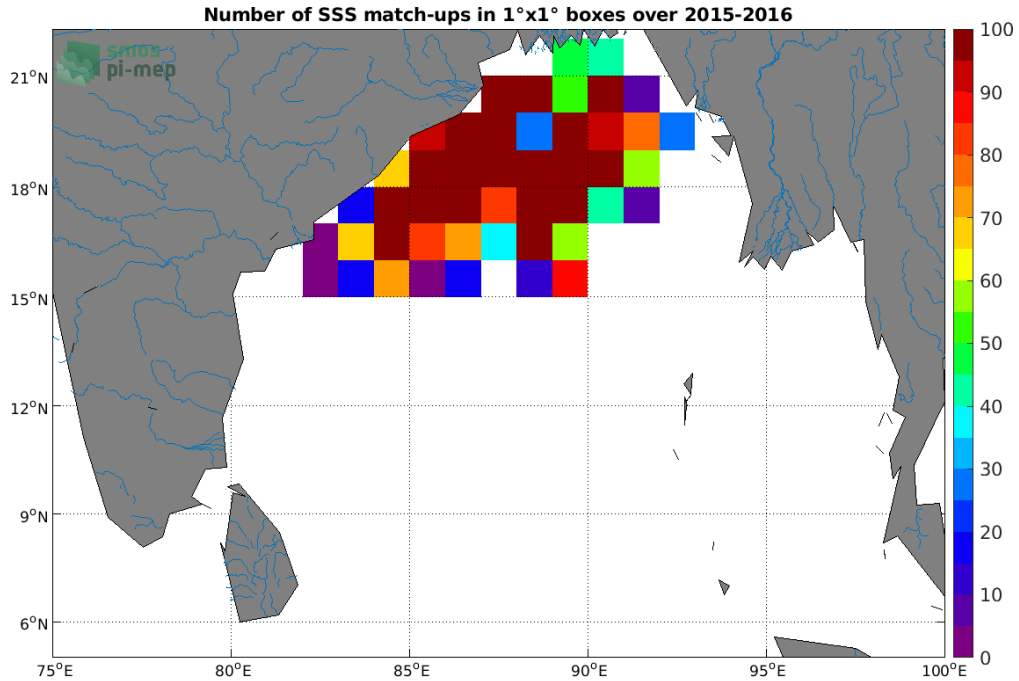 Number of SSS match-ups in 1°x1° boxes over 2015-2016
smos
pi-mep
21°N
18°N
15°N
12°N
9°N
6°N
75°E
80°E
85°E
90°E
95°E
100°E
100
90
80
70
60
50
40
30
20
10
0